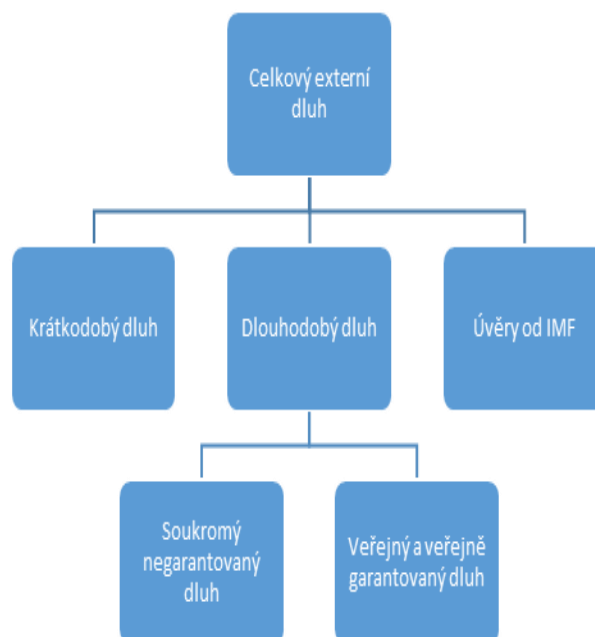 Celkový externí
dluh
Krátkodobý dluh
Dlouhodobý dluh
Úvěry od IMF
Soukromý
negarantovaný
dluh
Veřejný a veřejně
garantovaný dluh